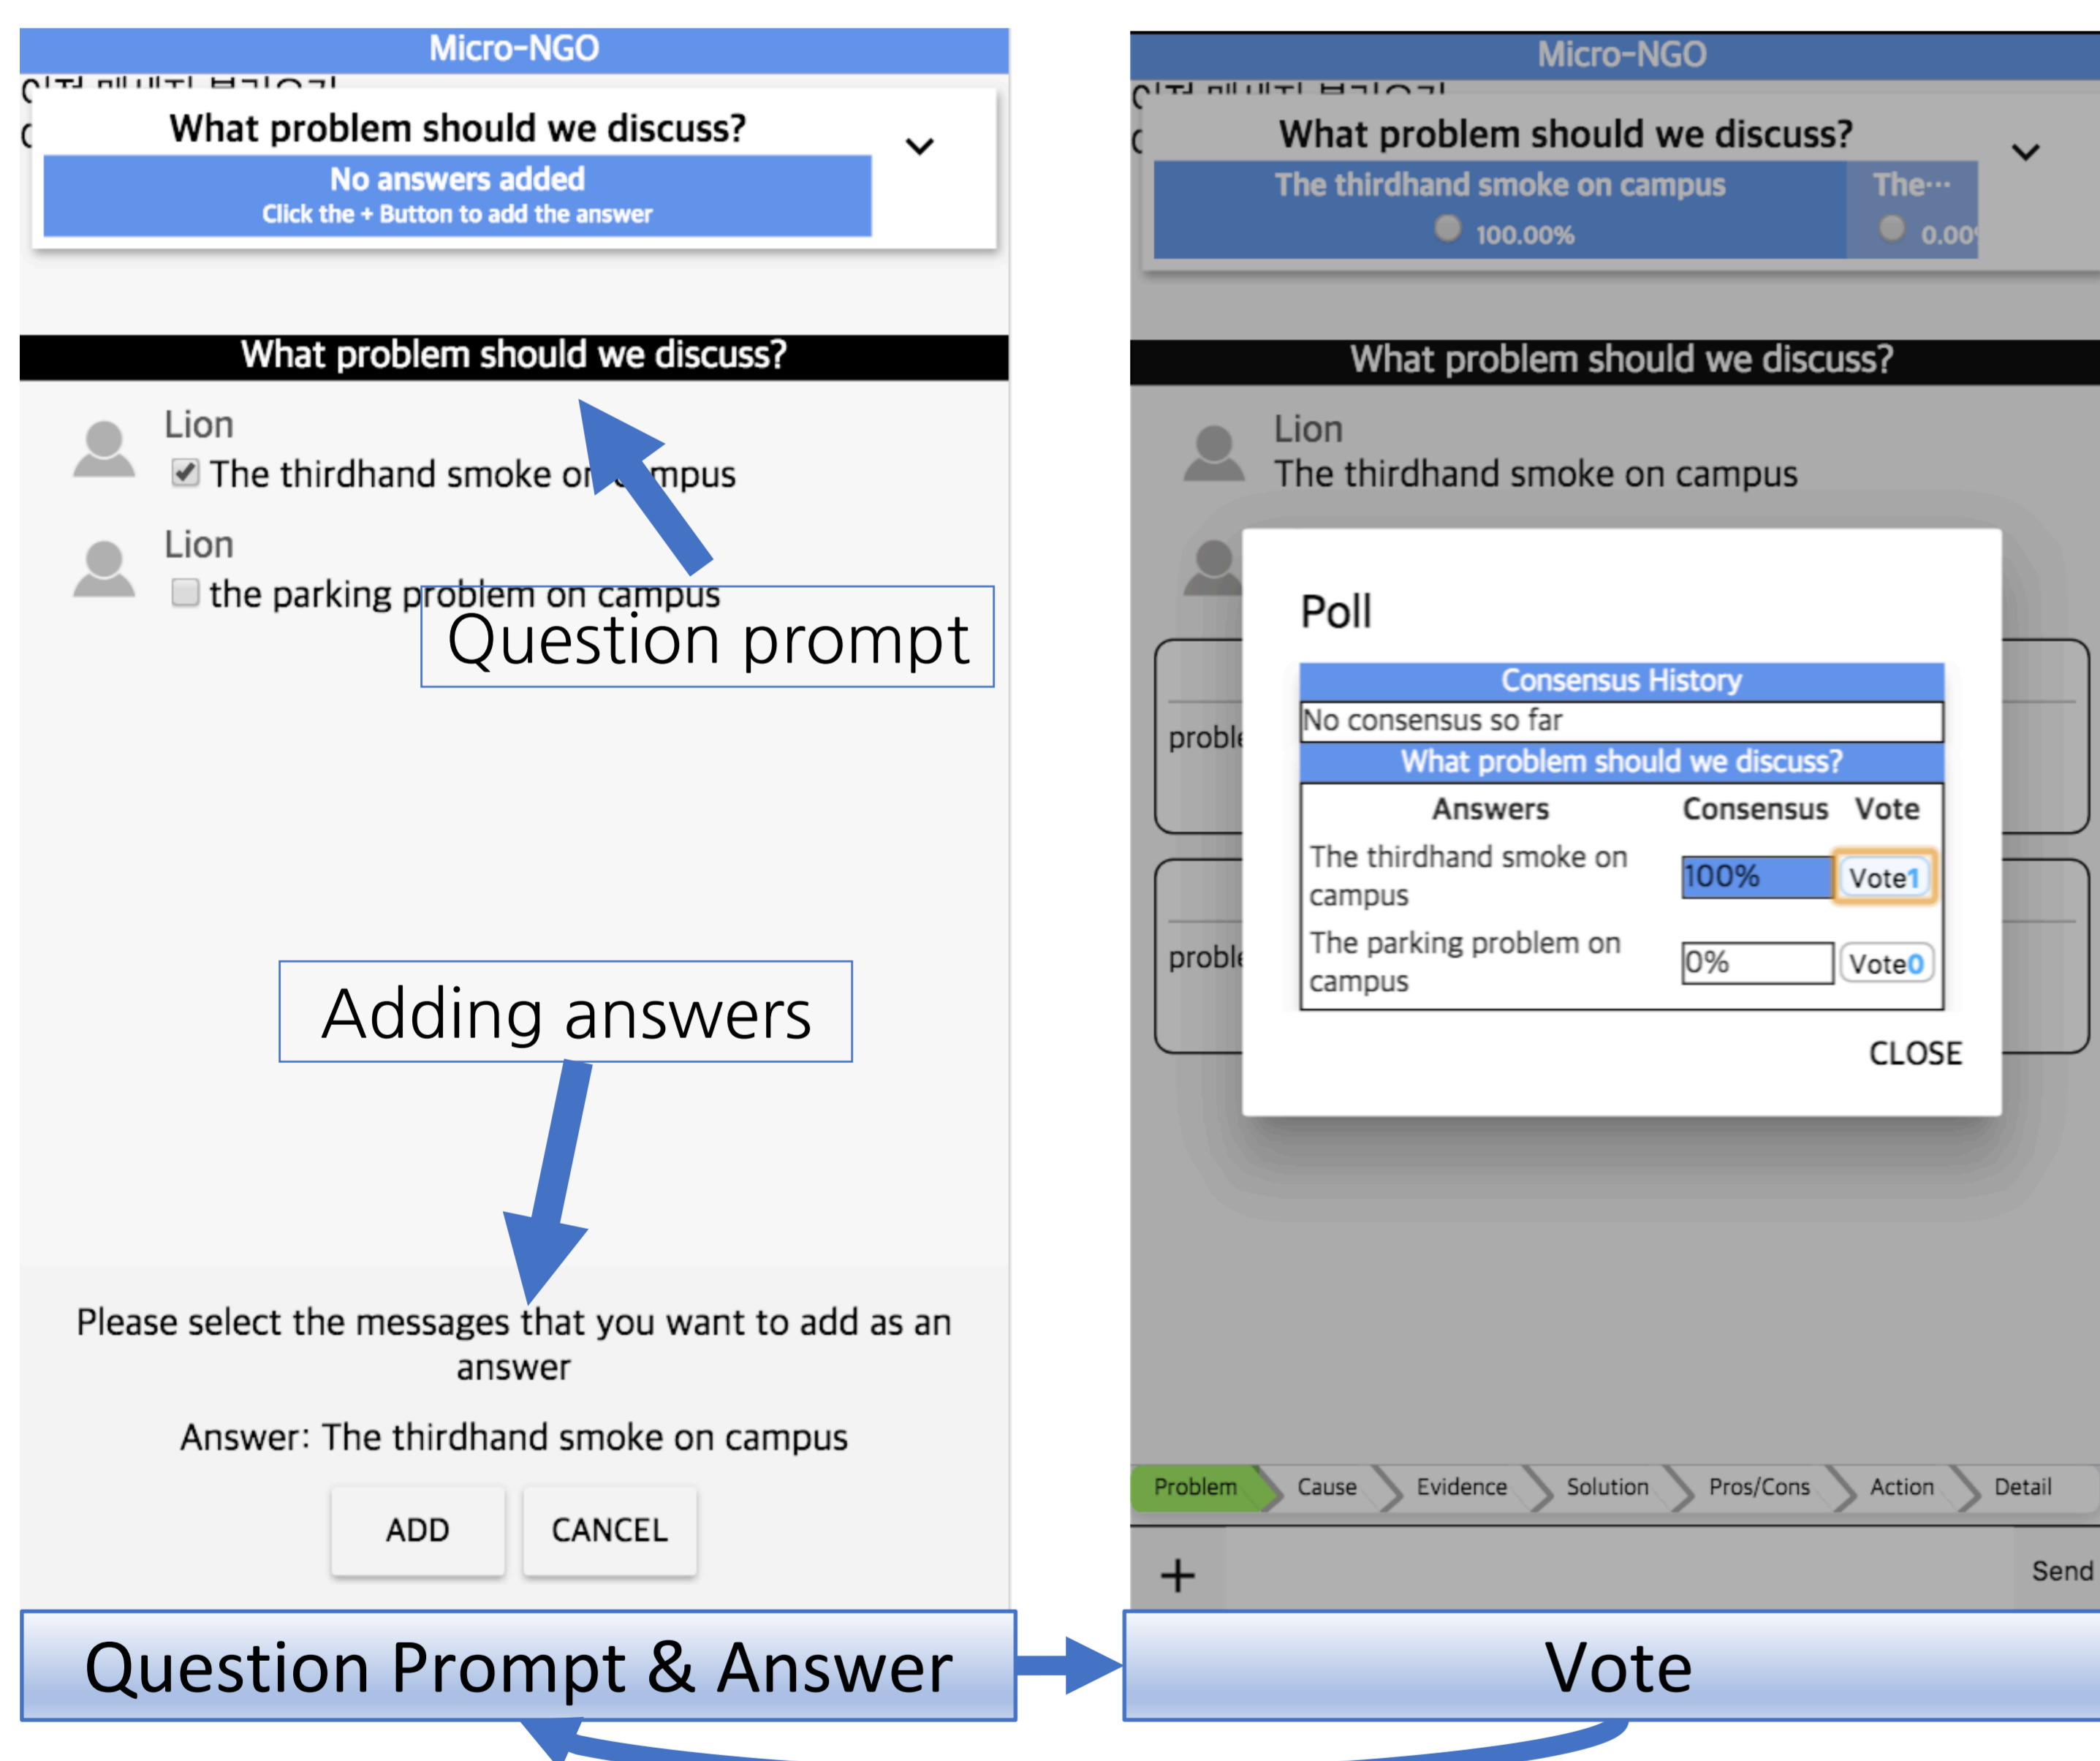 Micro-NGO
What problem should we discuss?
No answers added
Click the + Button to add the answer
What problem should we discuss?
Lion
The thirdhand smoke on campus
Lion
the parking problem on campus
Question prompt
Adding answers
Please select the messages that you want to add as an
answer
Answer: The thirdhand smoke on campus
ADD CANCEL
Question Prompt & Answer
Micro-NGO
What problem should we discuss?
The thirdhand smoke on campus The...
100.00% 0.00
What problem should we discuss?
Lion
The thirdhand smoke on campus
Poll
Consensus History
No consensus so far
What problem should we discuss?
Answers Consensus Vote
The thirdhand smoke on
campus
100% Vote1
The parking problem on
campus
0% Vote0
CLOSE
Problem Cause Evidence Solution Pros/Cons Action Detail
+ Send
Vote